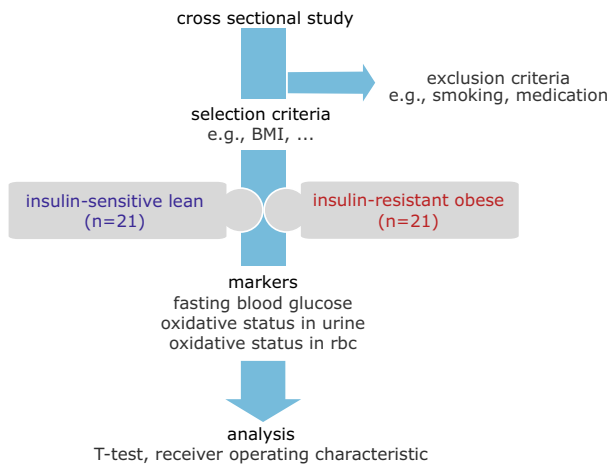 cross sectional study
exclusion criteria
e.g., smoking, medication
selection criteria
e.g., BMI, ...
insulin-sensitive lean
(n=21)
insulin-resistant obese
(n=21)
markers
fasting blood glucose
oxidative status in urine
oxidative status in rbc
analysis
T-test, receiver operating characteristic